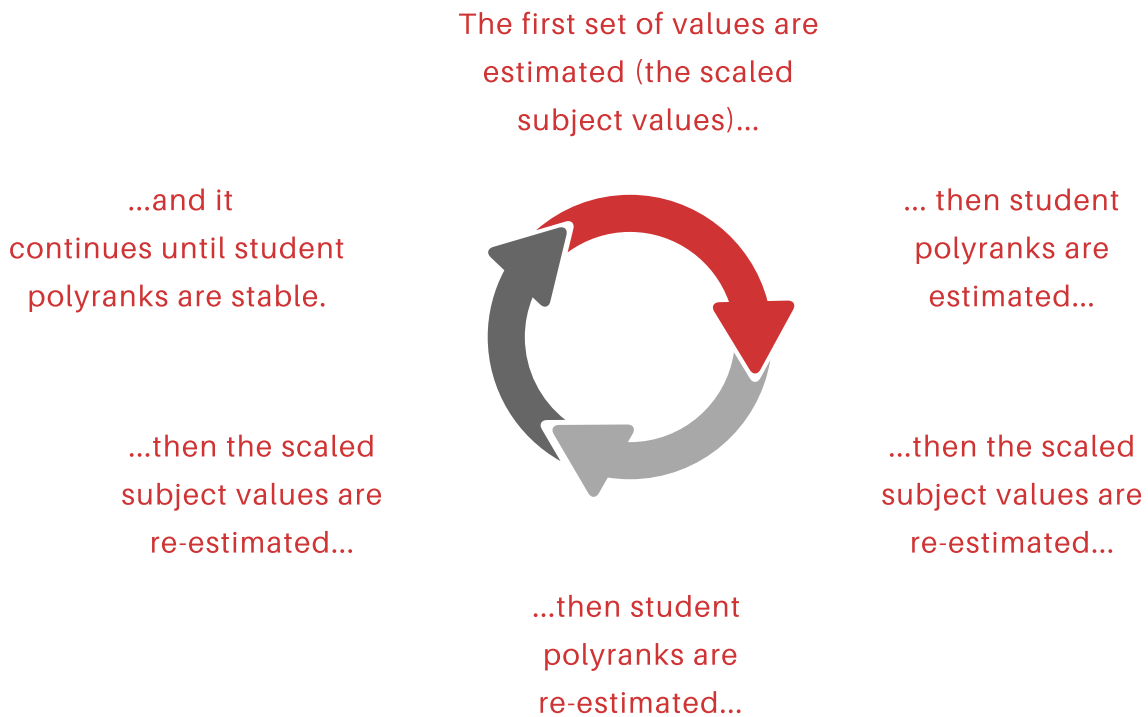 The first set of values are
estimated (the scaled
subject values)...
... then student
polyranks are
estimated...
...then the scaled
subject values are
re-estimated...
...then student
polyranks are
re-estimated...
...then the scaled
subject values are
re-estimated...
...and it
continues until student
polyranks are stable.